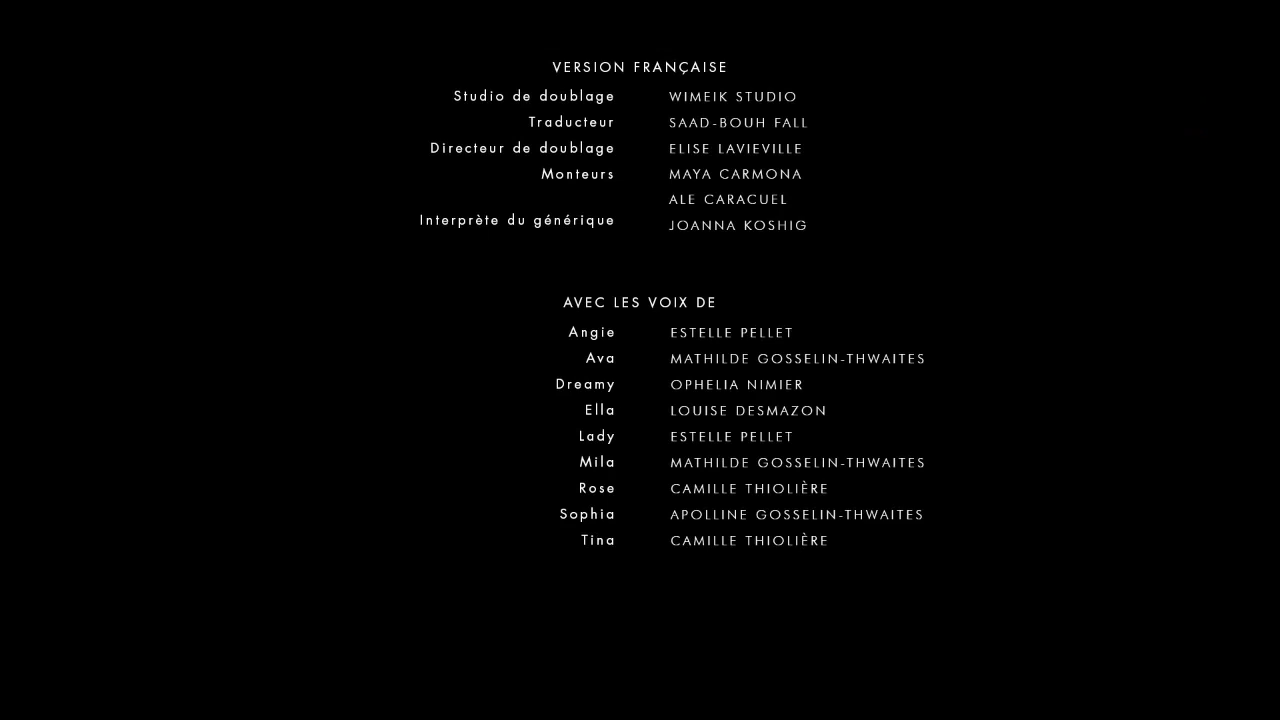 VERSION FRANÇAISE
Studio de doublage WIMEIK STUDIO
Traducteur SAAD-BOUH FALL
Directeur de doublage ELISE LAVIEVILLE
Monteurs MAYA CARMONA
ALE CARACUEL
Interprète du générique JOANNA KOSHIG
AVEC LES VOIX DE
Angie ESTELLE PELLET
Ava MATHILDE GOSSELIN-THWAITES
Dreamy OPHELIA NIMIER
Ella LOUISE DESMAZON
Lady ESTELLE PELLET
Mila MATHILDE GOSSELIN-THWAITES
Rose CAMILLE THIOLIÈRE
Sophia APOLLINE GOSSELIN-THWAITES
Tina CAMILLE THIOLIÈRE